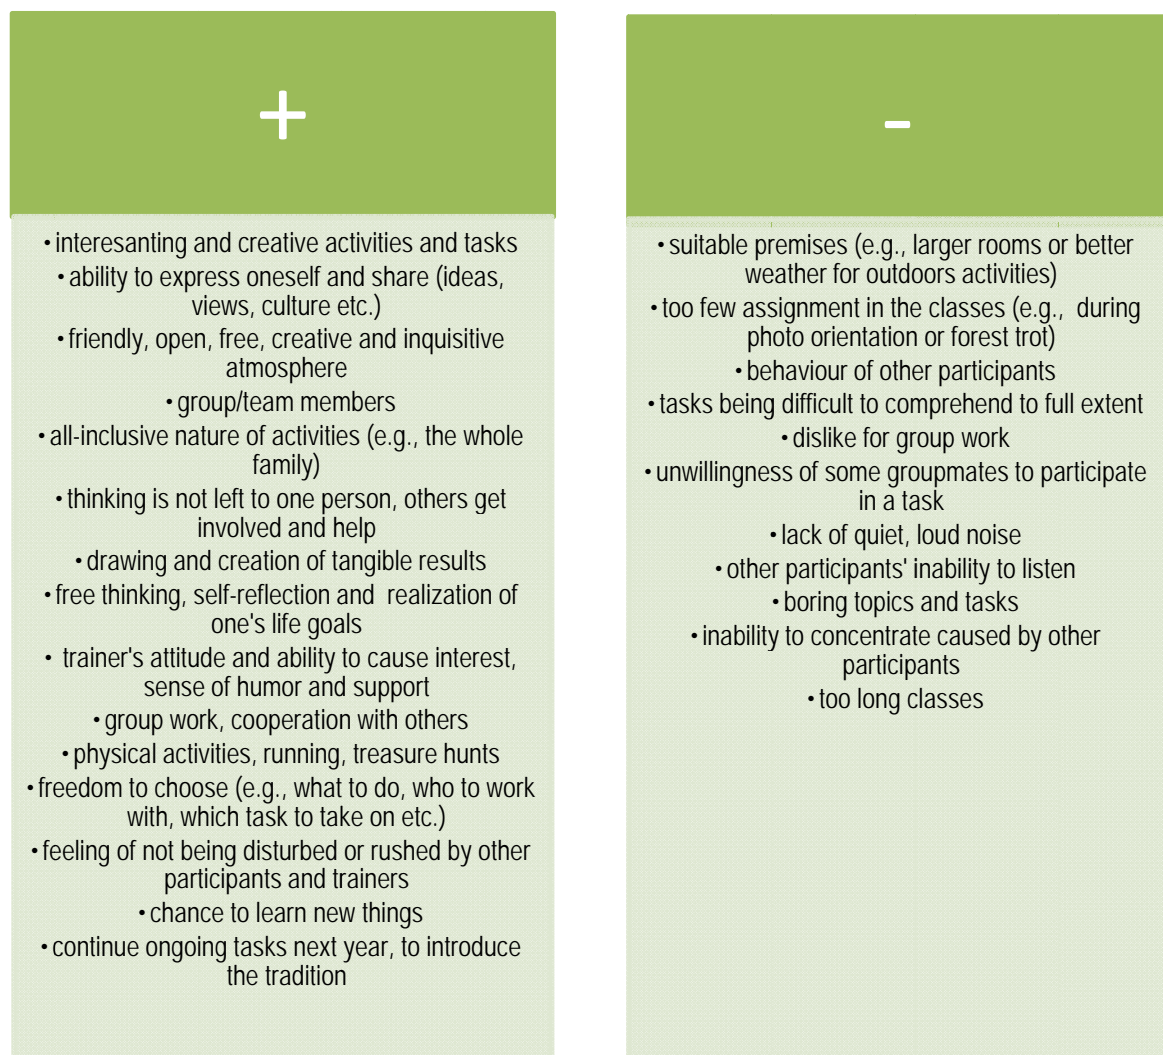 +
• interesanting and creative activities and tasks
• ability to express oneself and share (ideas,
views, culture etc.)
• friendly, open, free, creative and inquisitive
atmosphere
• group/team members
• all-inclusive nature of activities (e.g., the whole
family)
• thinking is not left to one person, others get
involved and help
• drawing and creation of tangible results
• free thinking, self-reflection and realization of
one's life goals
• trainer's attitude and ability to cause interest,
sense of humor and support
• group work, cooperation with others
• physical activities, running, treasure hunts
• freedom to choose (e.g., what to do, who to work
with, which task to take on etc.)
• feeling of not being disturbed or rushed by other
participants and trainers
• chance to learn new things
• continue ongoing tasks next year, to introduce
the tradition
-
• suitable premises (e.g., larger rooms or better
weather for outdoors activities)
• too few assignment in the classes (e.g., during
photo orientation or forest trot)
• behaviour of other participants
• tasks being difficult to comprehend to full extent
• dislike for group work
• unwillingness of some groupmates to participate
in a task
• lack of quiet, loud noise
• other participants' inability to listen
• boring topics and tasks
• inability to concentrate caused by other
participants
• too long classes